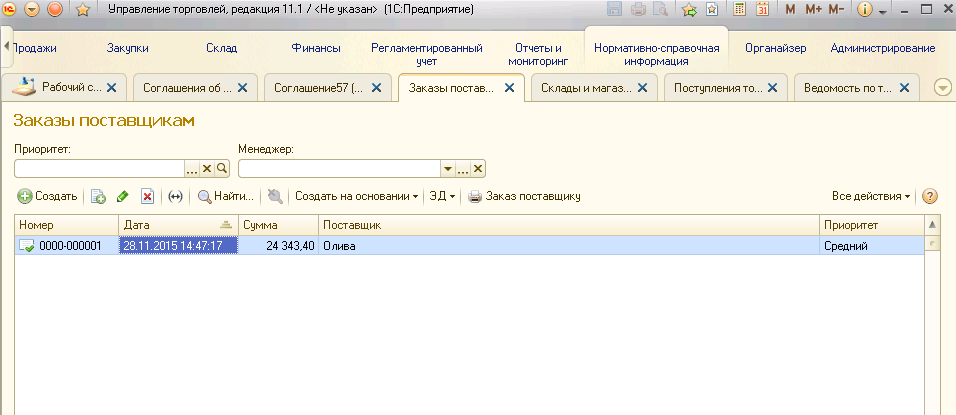 Управление торговлей, редакция 11.1 / <Не указан> (1С:Предприятие)
M M+ M-
Продажи Закупки Склад Финансы Регламентированный учет Отчеты и мониторинг Нормативно-справочная информация Органайзер Администрирование
Рабочий с... Соглашения об ... Соглашение57 (... Заказы постав... Склады и магаз... Поступления то... Ведомость по т...
Заказы поставщикам
Приоритет: Менеджер:
Создать Найти... Создать на основании ЭД Заказ поставщику Все действия
Номер Дата Сумма Поставщик Приоритет
0000-000001 28.11.2015 14:47:17 24 343,40 Олива Средний